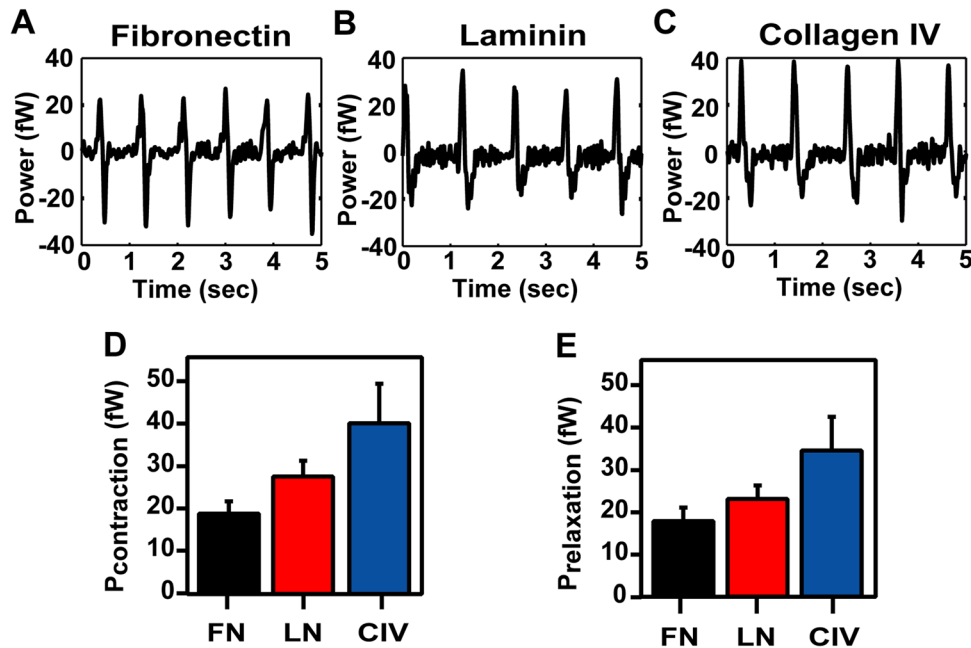 A Fibronectin
B Laminin
C Collagen IV
Power (fW)
40
20
0
-20
-40
0 1 2 3 4 5
Time (sec)
Power (fW)
40
20
0
-20
-40
0 1 2 3 4 5
Time (sec)
Power (fW)
40
20
0
-20
-40
0 1 2 3 4 5
Time (sec)
D
Pcontraction (fW)
50
40
30
20
10
0
FN LN CIV
E
Prelaxation (fW)
50
40
30
20
10
0
FN LN CIV